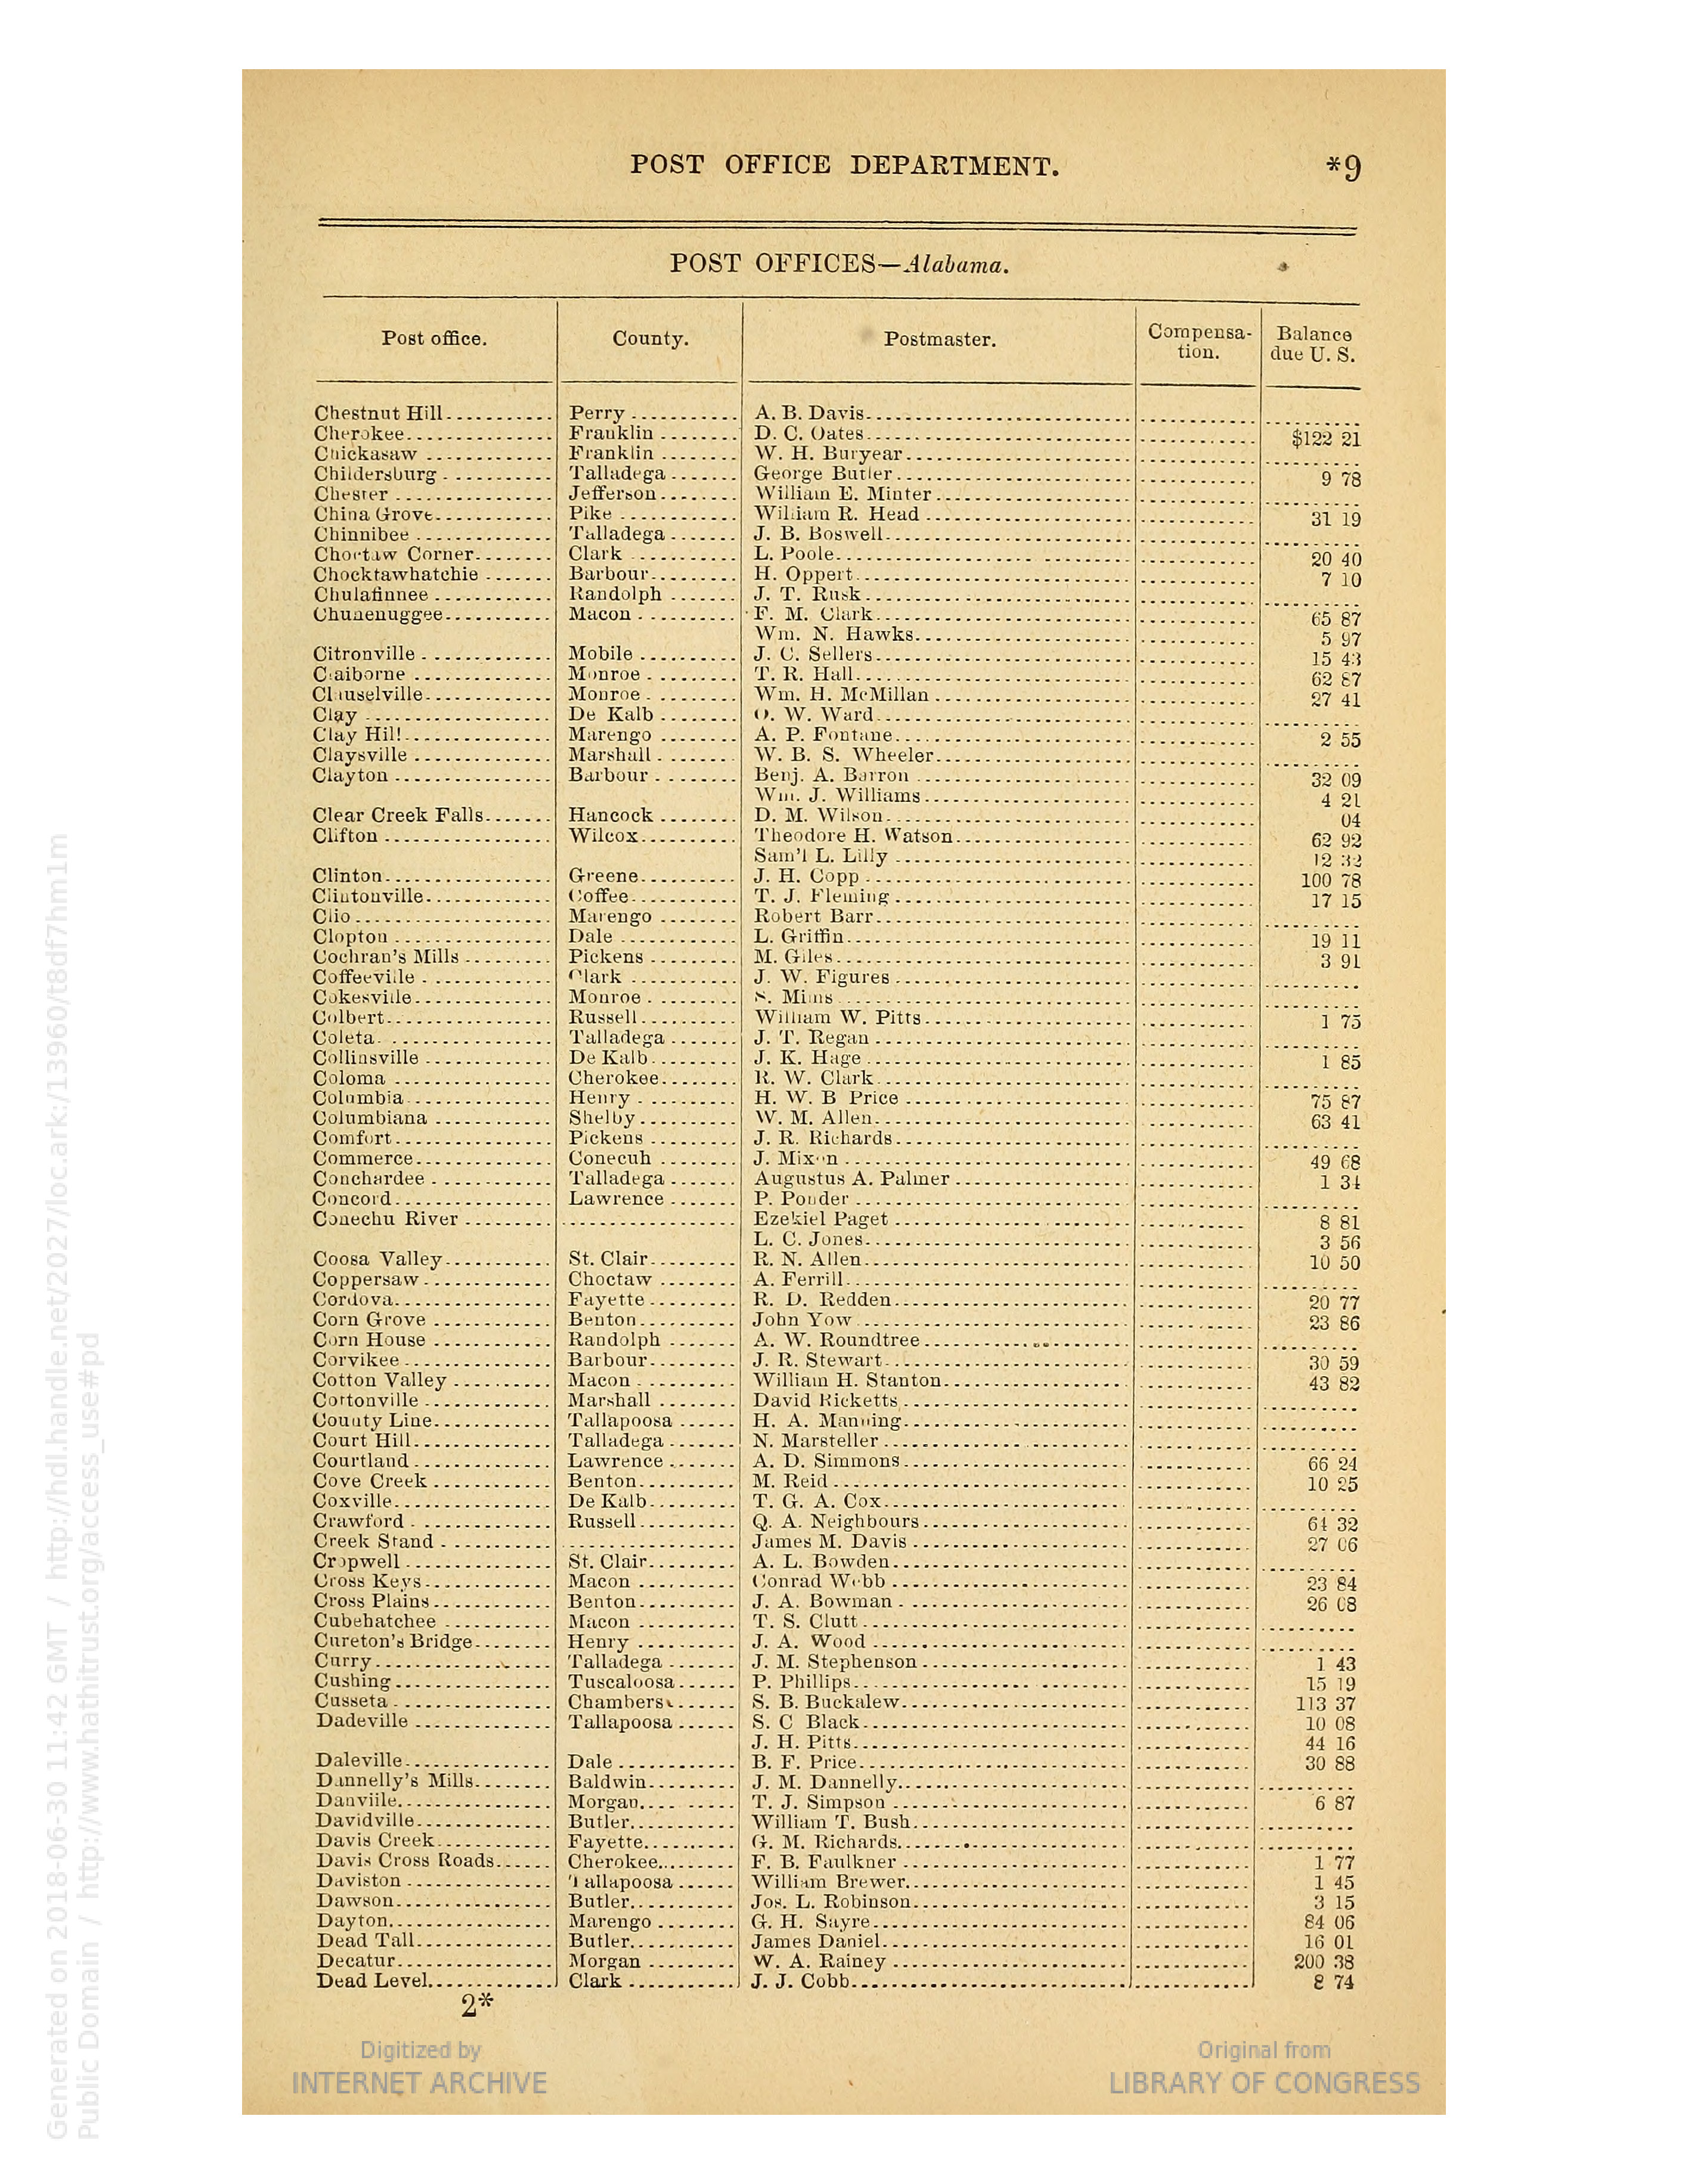 POST OFFICE DEPARTMENT. *9
POST OFFICES—Alabama.
Post office. County. Postmaster. Compensa-tion. Balance due U. S.
Chestnut Hill Perry A. B. Davis
Cherokee Franklin D. C. Oates $122 21
Chickasaw Franklin W. H. Buryear
Childersburg Talladega George Butler 9 78
Chester Jefferson William E. Minter
China Grove Pike William R. Head 31 19
Chinnibee Talladega J. B. Boswell
Choctaw Corner Clark L. Poole 20 40
Chocktawhatchie Barbour H. Oppert 7 10
Chulafinnee Randolph J. T. Rusk
Chunenuggee Macon F. M. Clark 65 87
Wm. N. Hawks 5 97
Citronville Mobile J. C. Sellers 15 43
Claiborne Monroe T. R. Hall 62 87
Clauselville Monroe Wm. H. McMillan 27 41
Clay De Kalb O. W. Ward
Clay Hill Marengo A. P. Fontane 2 55
Claysville Marshall W. B. S. Wheeler
Clayton Barbour Benj. A. Barron 32 09
Wm. J. Williams 4 21
Clear Creek Falls Hancock D. M. Wilson 04
Clifton Wilcox Theodore H. Watson 62 92
Sam'l L. Lilly 12 32
Clinton Greene J. H. Copp 100 78
Clintonville Coffee T. J. Fleming 17 15
Clio Marengo Robert Barr
Clopton Dale L. Griffin 19 11
Cochran's Mills Pickens M. Giles 3 91
Coffeeville Clark J. W. Figures
Cokesville Monroe S. Mims
Colbert Russell William W. Pitts 1 75
Coleta Talladega J. T. Regan
Collinsville De Kalb J. K. Hage 1 85
Coloma Cherokee R. W. Clark
Columbia Henry H. W. B Price 75 87
Columbiana Shelby W. M. Allen 63 41
Comfort Pickens J. R. Richards
Commerce Conecuh J. Mixon 49 68
Conchardee Talladega Augustus A. Palmer 1 34
Concord Lawrence P. Ponder
Conechu River Ezekiel Paget 8 81
L. C. Jones 3 56
Coosa Valley St. Clair R. N. Allen 10 50
Coppersaw Choctaw A. Ferrill
Cordova Fayette R. D. Redden 20 77
Corn Grove Benton John Yow 23 86
Corn House Randolph A. W. Roundtree
Corvikee Barbour J. R. Stewart 30 59
Cotton Valley Macon William H. Stanton 43 82
Cottonville Marshall David Ricketts
County Line Tallapoosa H. A. Manning
Court Hill Talladega N. Marsteller
Courtland Lawrence A. D. Simmons 66 24
Cove Creek Benton M. Reid 10 25
Coxville De Kalb T. G. A. Cox
Crawford Russell Q. A. Neighbours 64 32
Creek Stand James M. Davis 27 06
Cropwell St. Clair A. L. Bowden
Cross Keys Macon Conrad Webb 23 84
Cross Plains Benton J. A. Bowman 26 08
Cubehatchee Macon T. S. Clutt
Cureton's Bridge Henry J. A. Wood
Curry Talladega J. M. Stephenson 1 43
Cushing Tuscaloosa P. Phillips 15 19
Cusseta Chambers S. B. Buckalew 113 37
Dadeville Tallapoosa S. C Black 10 08
J. H. Pitts 44 16
Daleville Dale B. F. Price 30 88
Dannelly's Mills Baldwin J. M. Dannelly
Danville Morgan T. J. Simpson 6 87
Davidville Butler William T. Bush
Davis Creek Fayette G. M. Richards
Davis Cross Roads Cherokee F. B. Faulkner 1 77
Daviston Tallapoosa William Brewer 1 45
Dawson Butler Jos. L. Robinson 3 15
Dayton Marengo G. H. Sayre 84 06
Dead Tall Butler James Daniel 16 01
Decatur Morgan W. A. Rainey 200 38
Dead Level Clark J. J. Cobb 8 74
2*
Digitized by INTERNET ARCHIVE
Original from LIBRARY OF CONGRESS
Generated on 2018-06-30 11:42 GMT / http://hdl.handle.net/2027/loc.ark:/13960/t8df7hm1m
Public Domain / http://www.hathitrust.org/access_use#pd